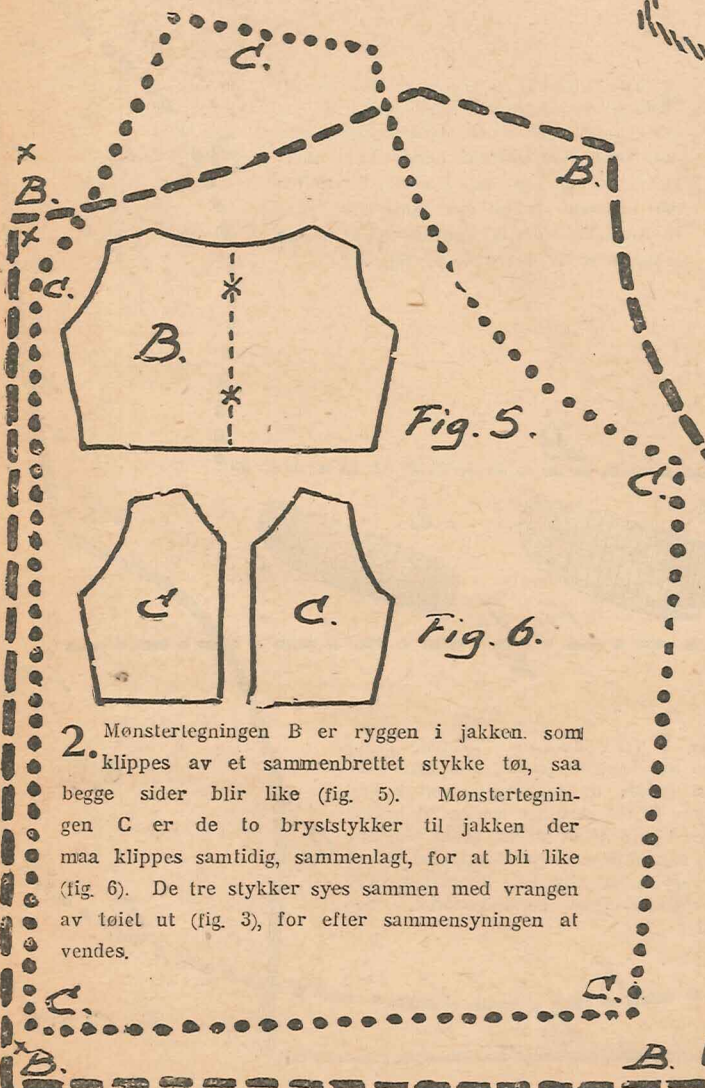 C.
B.
B.
C.
B.
Fig. 5.
C.
C
C.
Fig. 6.
2. Mønstertegningen B er ryggen i jakken. som
klippes av et sammenbrettet stykke tøi, saa
begge sider blir like (fig. 5). Mønstertegnin-
gen C er de to bryststykker til jakken der
maa klippes samtidig, sammenlagt, for at bli like
(fig. 6). De tre stykker syes sammen med vrangen
av tøiet ut (fig. 3), for efter sammensyningen at
vendes.
C.
C.
B.
B.